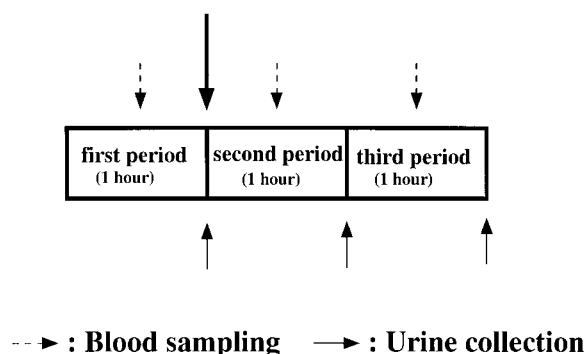 first period second period third period
(1 hour) (1 hour) (1 hour)
: Blood sampling : Urine collection